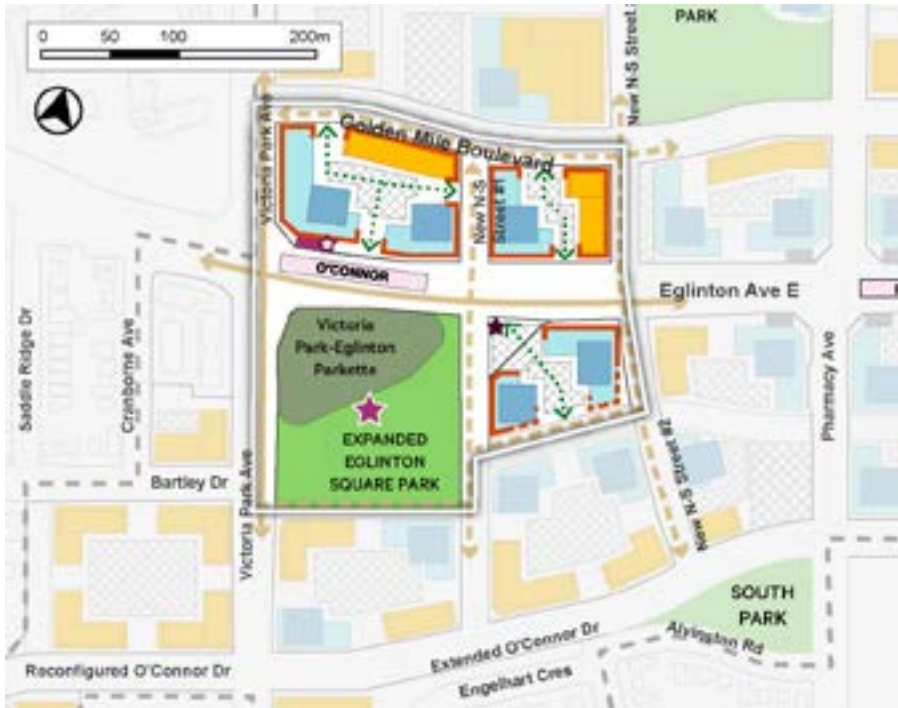 0 50 100 200m
PARK
New N-S Street
Victoria Park Ave
Golden Mile Boulevard
New N-S
Street #1
O'CONNOR
Eglinton Ave E
Victoria
Park-Eglinton
Parkette
Saddle Ridge Dr
Cranborne Ave
Pharmacy Ave
EXPANDED
EGLINTON
SQUARE PARK
Bartley Dr
Victoria Park Ave
New N-S Street #2
SOUTH
PARK
Alvinston Rd
Extended O'Connor Dr
Reconfigured O'Connor Dr
Engelhart Cres